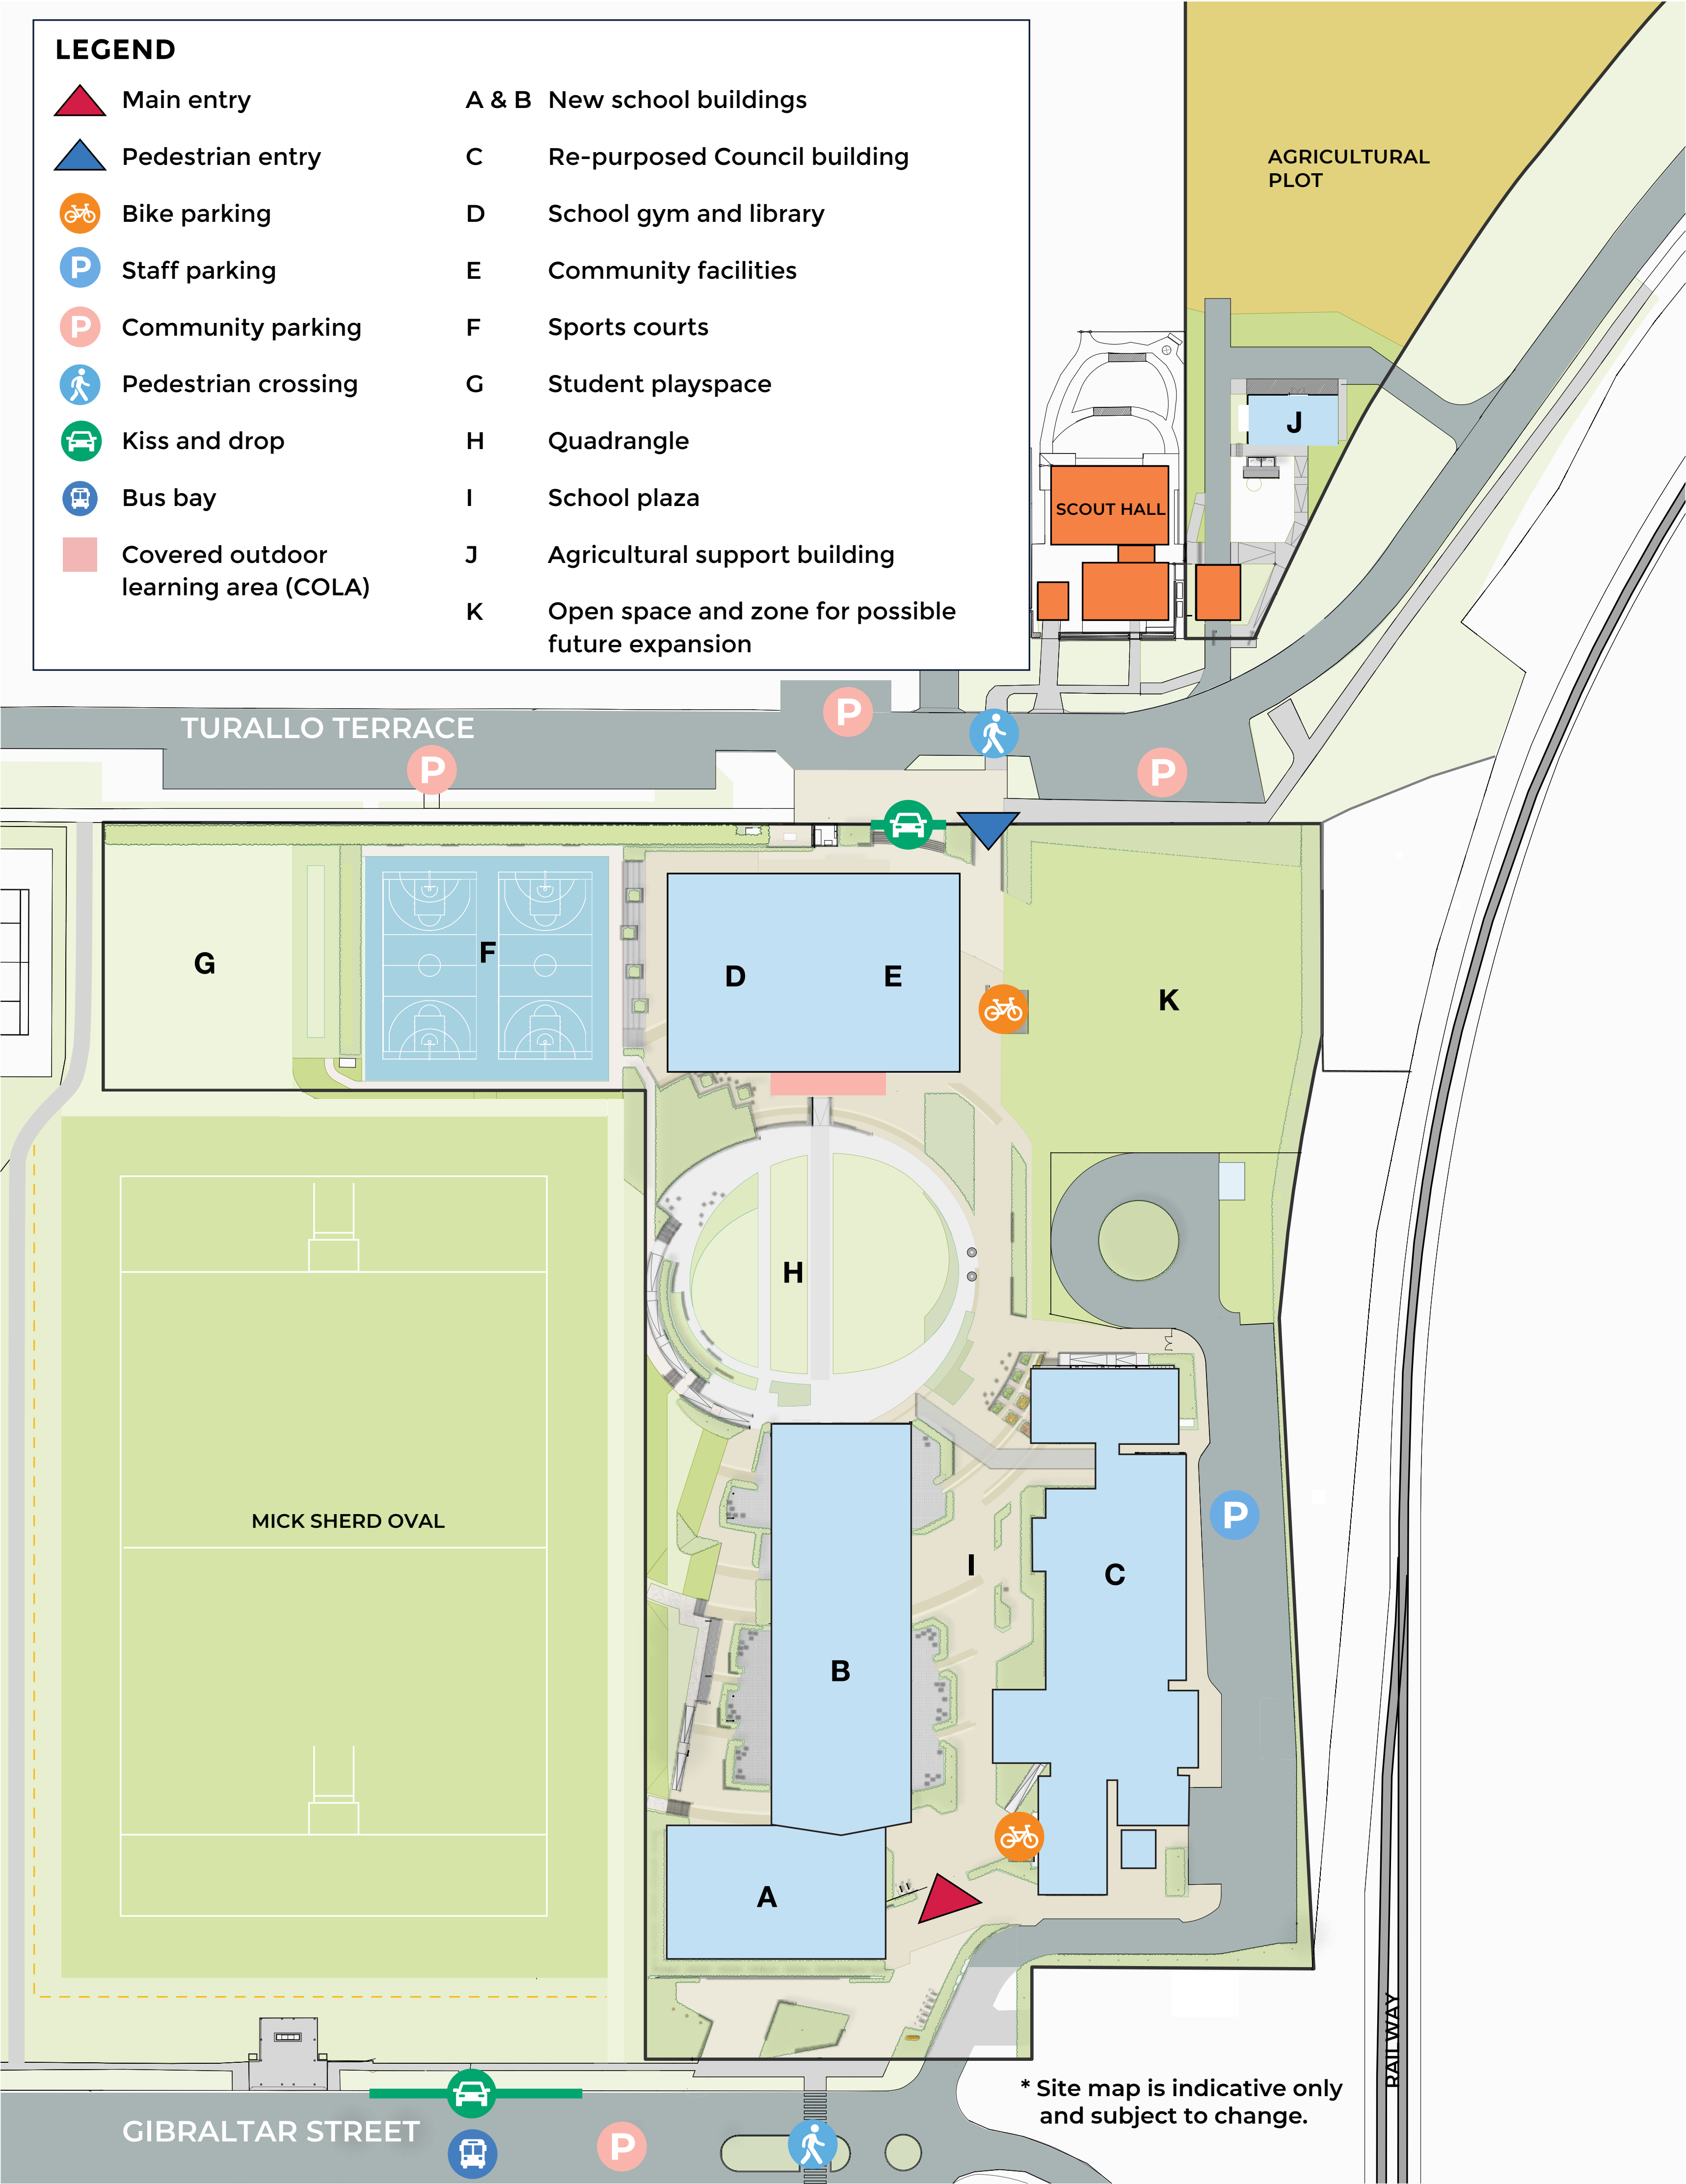 LEGEND
Main entry
Pedestrian entry
Bike parking
P Staff parking
P Community parking
Pedestrian crossing
Kiss and drop
Bus bay
Covered outdoor
learning area (COLA)
A & B New school buildings
C Re-purposed Council building
D School gym and library
E Community facilities
F Sports courts
G Student playspace
H Quadrangle
I School plaza
J Agricultural support building
K Open space and zone for possible
future expansion
AGRICULTURAL
PLOT
J
SCOUT HALL
P
TURALLO TERRACE
P
P
G
F
D
E
K
H
MICK SHERD OVAL
P
I
C
B
A
RAILWAY
* Site map is indicative only
and subject to change.
GIBRALTAR STREET
P